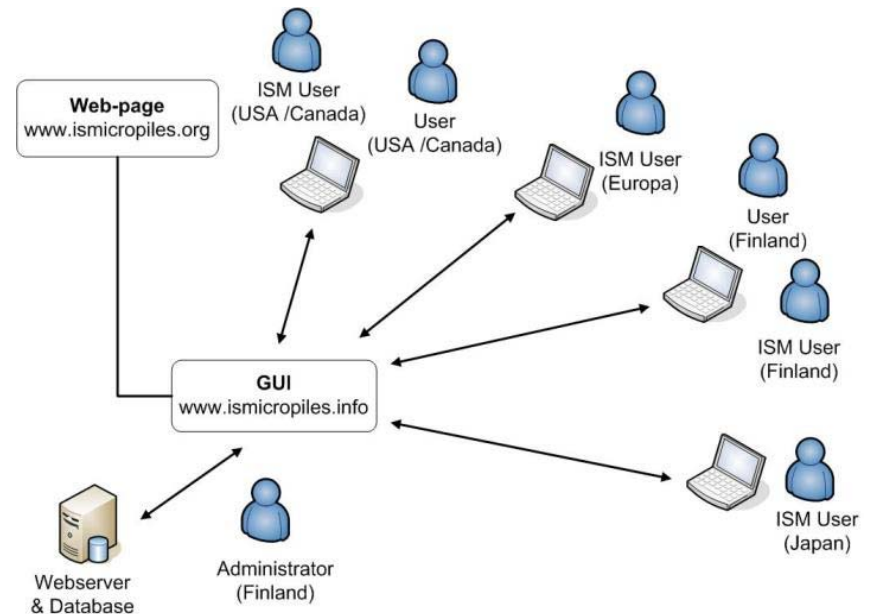 ISM User
(USA /Canada)
User
(USA /Canada)
Web-page
www.ismicropiles.org
ISM User
(Europa)
User
(Finland)
ISM User
(Finland)
GUI
www.ismicropiles.info
ISM User
(Japan)
Webserver
& Database
Administrator
(Finland)